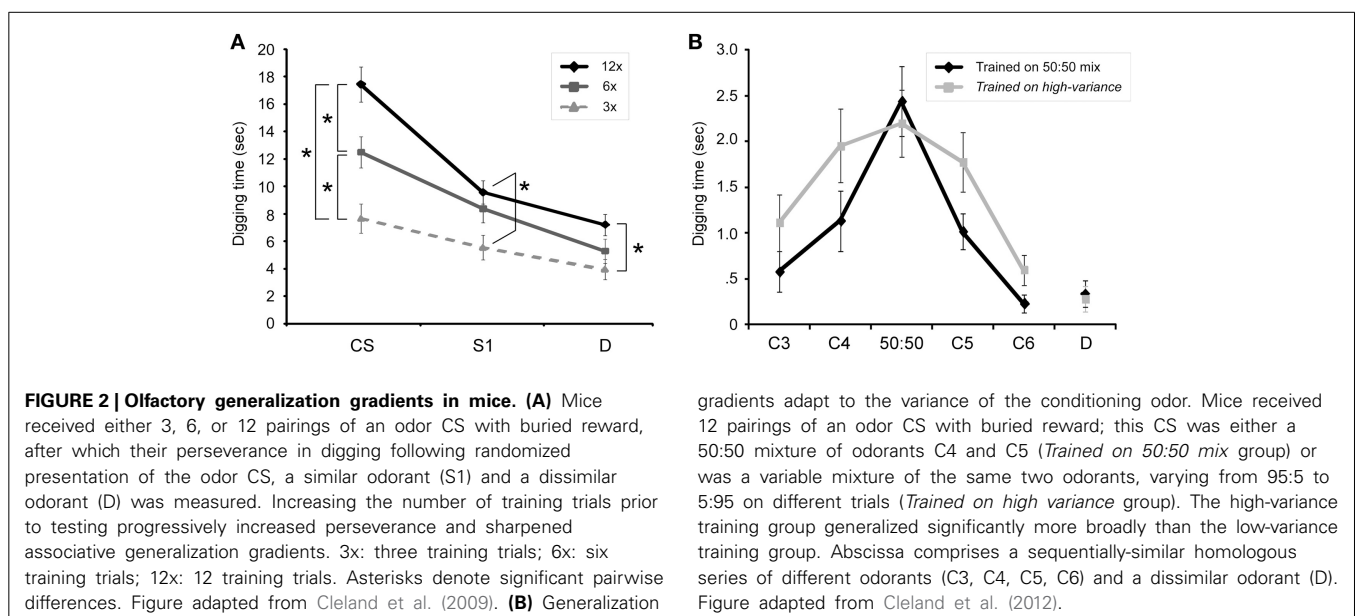 A
20
18
16
14
12
10
8
6
4
2
0
Digging time (sec)
12x
6x
3x
*
*
*
*
*
CS S1 D
B
3.0
2.5
2.0
1.5
1.0
.5
0
Digging time (sec)
Trained on 50:50 mix
Trained on high-variance
C3 C4 50:50 C5 C6 D
FIGURE 2 | Olfactory generalization gradients in mice. (A) Mice
received either 3, 6, or 12 pairings of an odor CS with buried reward,
after which their perseverance in digging following randomized
presentation of the odor CS, a similar odorant (S1) and a dissimilar
odorant (D) was measured. Increasing the number of training trials prior
to testing progressively increased perseverance and sharpened
associative generalization gradients. 3x: three training trials; 6x: six
training trials; 12x: 12 training trials. Asterisks denote significant pairwise
differences. Figure adapted from Cleland et al. (2009). (B) Generalization
gradients adapt to the variance of the conditioning odor. Mice received
12 pairings of an odor CS with buried reward; this CS was either a
50:50 mixture of odorants C4 and C5 (Trained on 50:50 mix group) or
was a variable mixture of the same two odorants, varying from 95:5 to
5:95 on different trials (Trained on high variance group). The high-variance
training group generalized significantly more broadly than the low-variance
training group. Abscissa comprises a sequentially-similar homologous
series of different odorants (C3, C4, C5, C6) and a dissimilar odorant (D).
Figure adapted from Cleland et al. (2012).